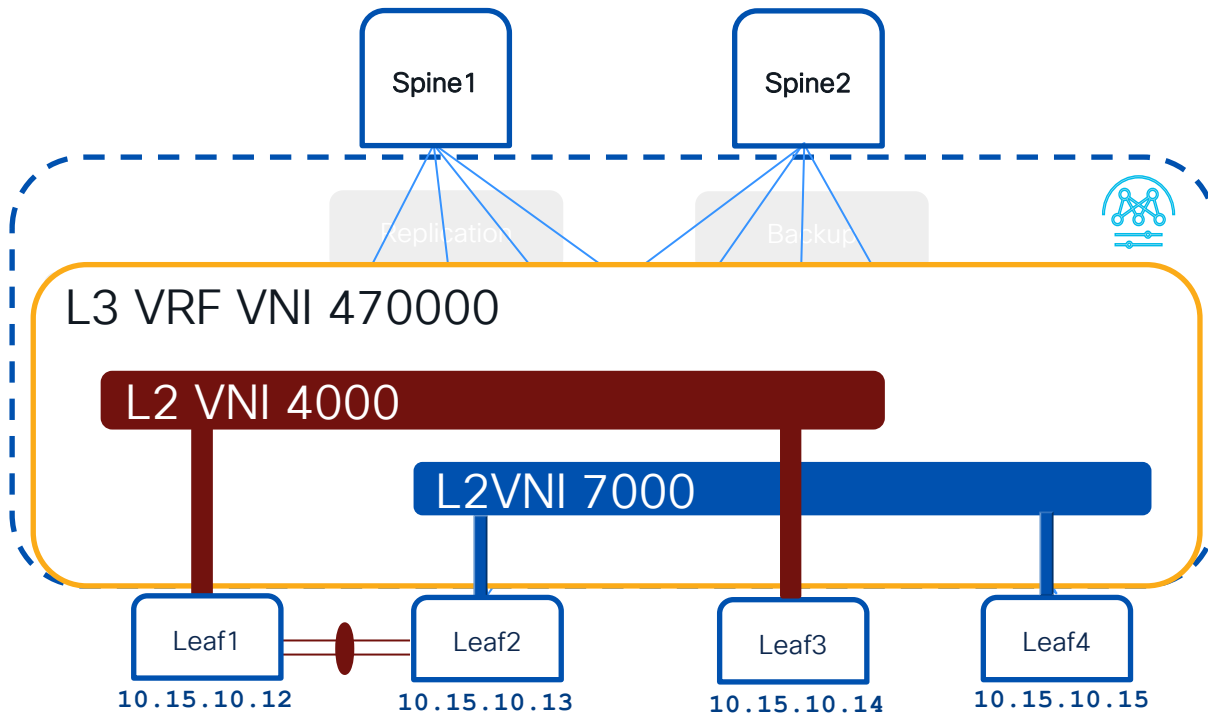 Spine1
Spine2
Replication
Backup
L3 VRF VNI 470000
L2 VNI 4000
L2VNI 7000
Leaf1
Leaf2
Leaf3
Leaf4
10.15.10.12
10.15.10.13
10.15.10.14
10.15.10.15